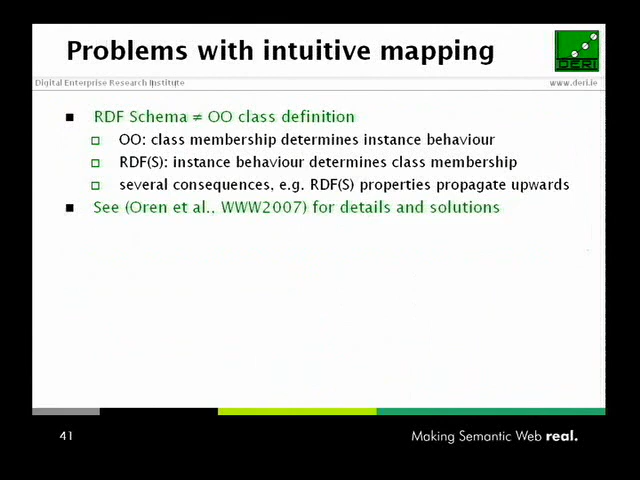 Problems with intuitive mapping
DERI
Digital Enterprise Research Institute
www.deri.ie
RDF Schema ≠ OO class definition
OO: class membership determines instance behaviour
RDF(S): instance behaviour determines class membership
several consequences, e.g. RDF(S) properties propagate upwards
See (Oren et al., WWW2007) for details and solutions
41
Making Semantic Web real.